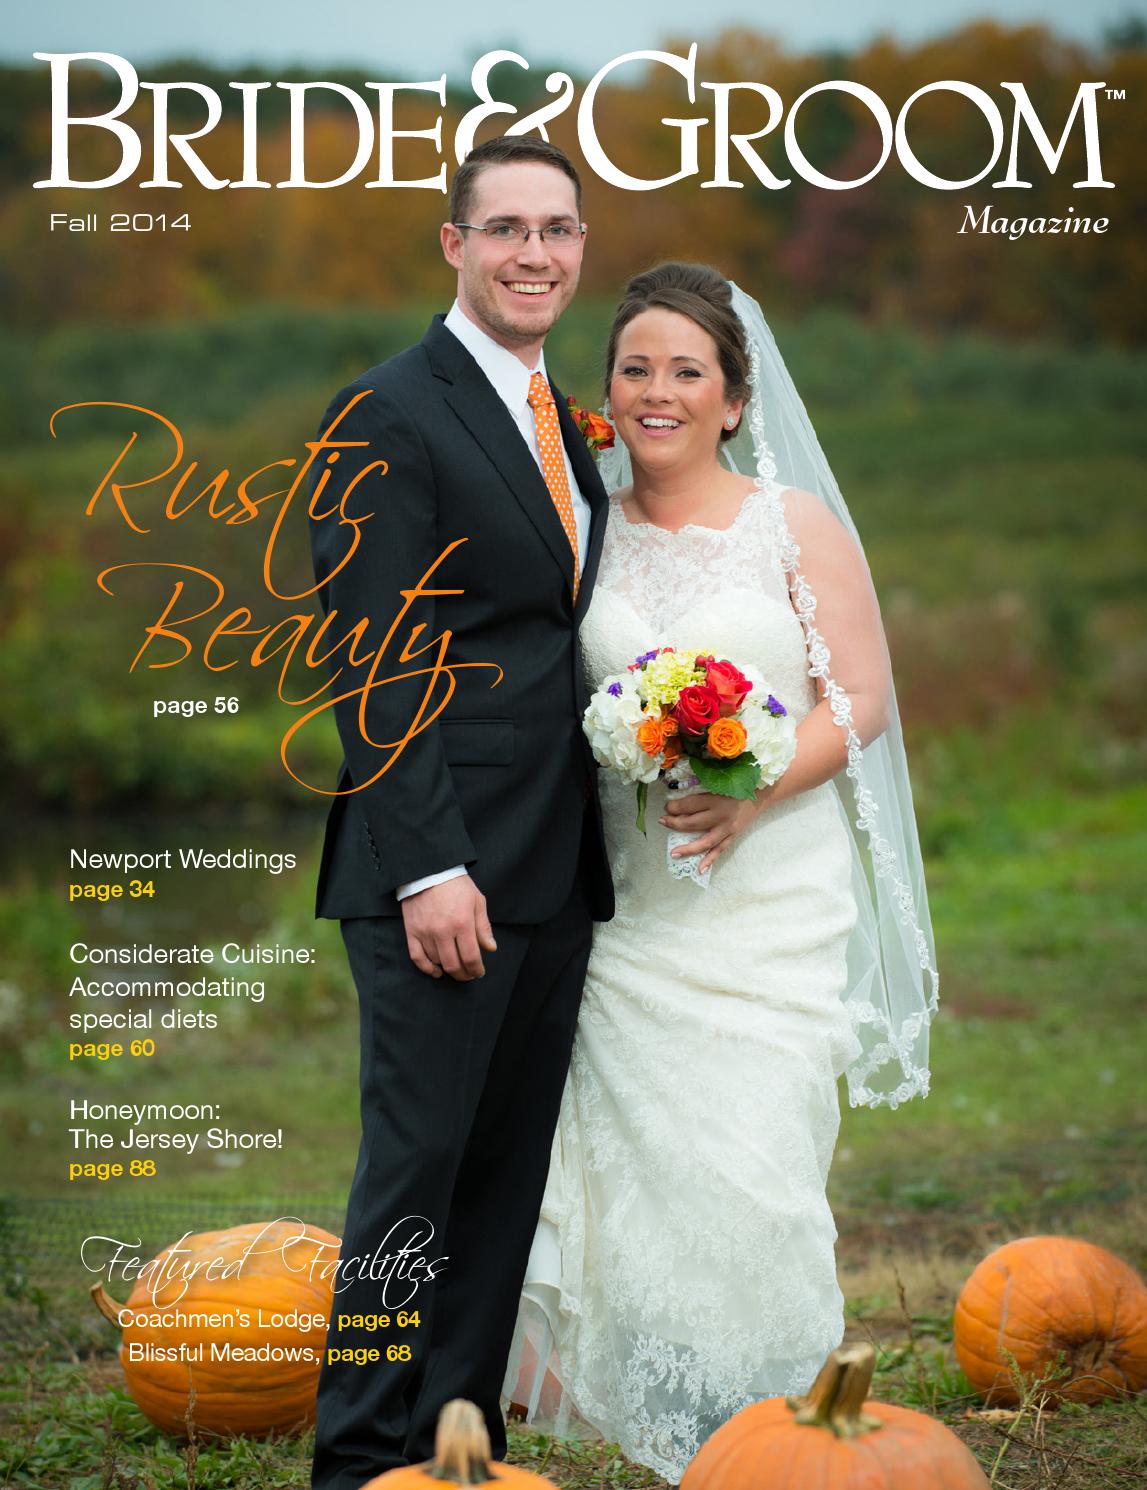 BRIDE&GROOM™
Fall 2014
Magazine
Rustic
Beauty
page 56
Newport Weddings
page 34
Considerate Cuisine:
Accommodating
special diets
page 60
Honeymoon:
The Jersey Shore!
page 88
Featured Facilities
Coachmen's Lodge, page 64
Blissful Meadows, page 68